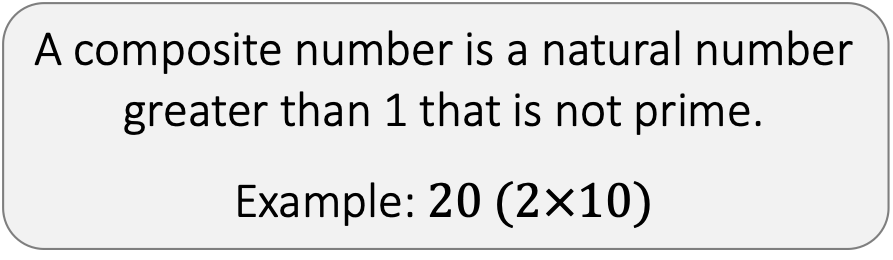 A composite number is a natural number
greater than 1 that is not prime.
Example: 20 (2×10)